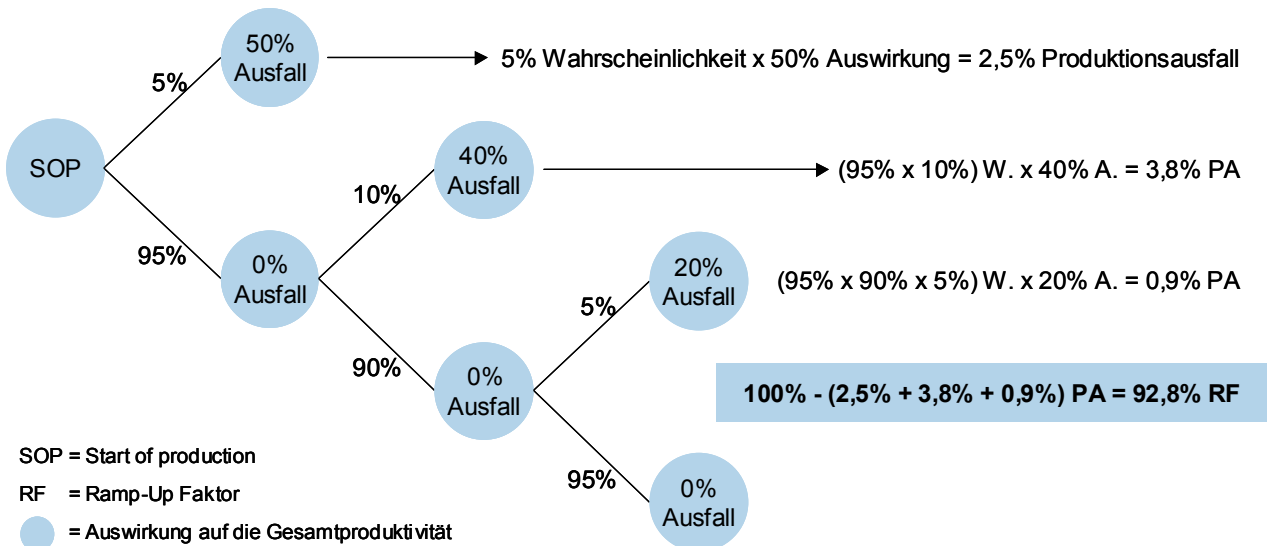 50%
Ausfall
5% Wahrscheinlichkeit x 50% Auswirkung = 2,5% Produktionsausfall
5%
SOP
40%
Ausfall
(95% x 10%) W. x 40% A. = 3,8% PA
10%
95%
0%
Ausfall
20%
Ausfall
(95% x 90% x 5%) W. x 20% A. = 0,9% PA
5%
90%
0%
Ausfall
100% - (2,5% + 3,8% + 0,9%) PA = 92,8% RF
95%
0%
Ausfall
SOP = Start of production
RF = Ramp-Up Faktor
= Auswirkung auf die Gesamtproduktivität